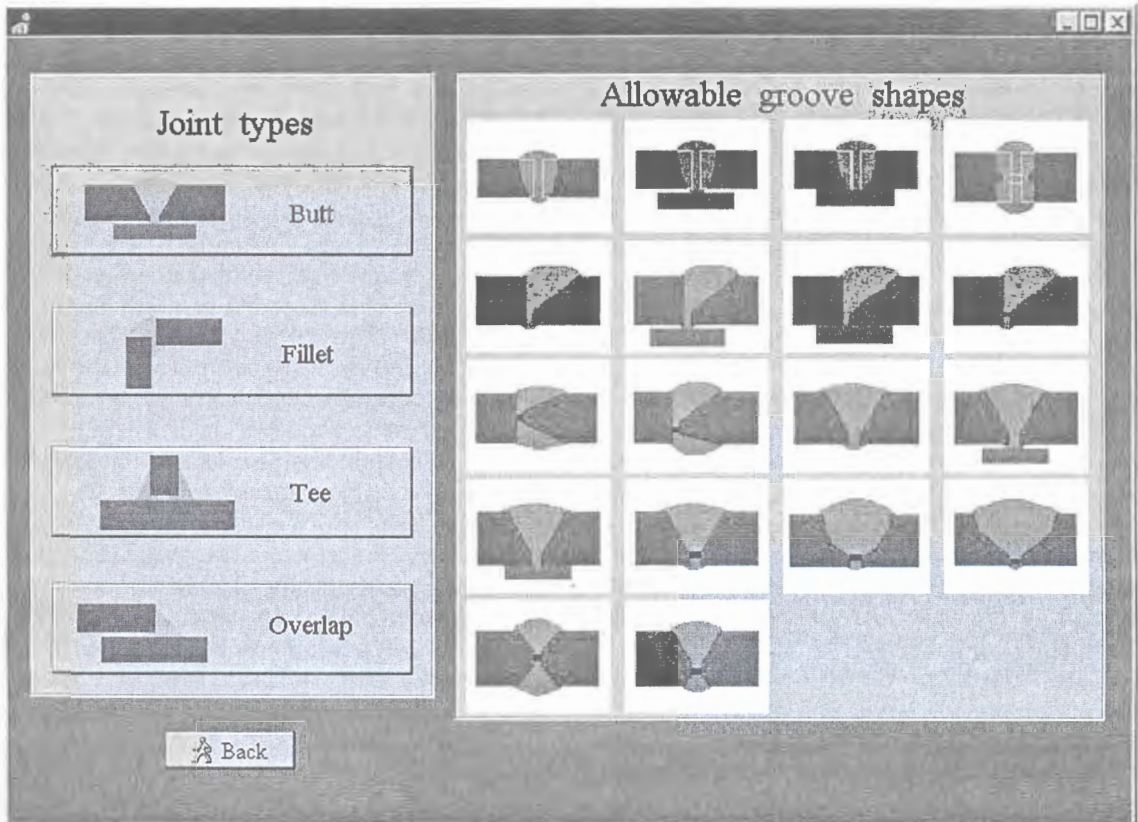 Joint types
Butt
Fillet
Tee
Overlap
Back
Allowable groove shapes